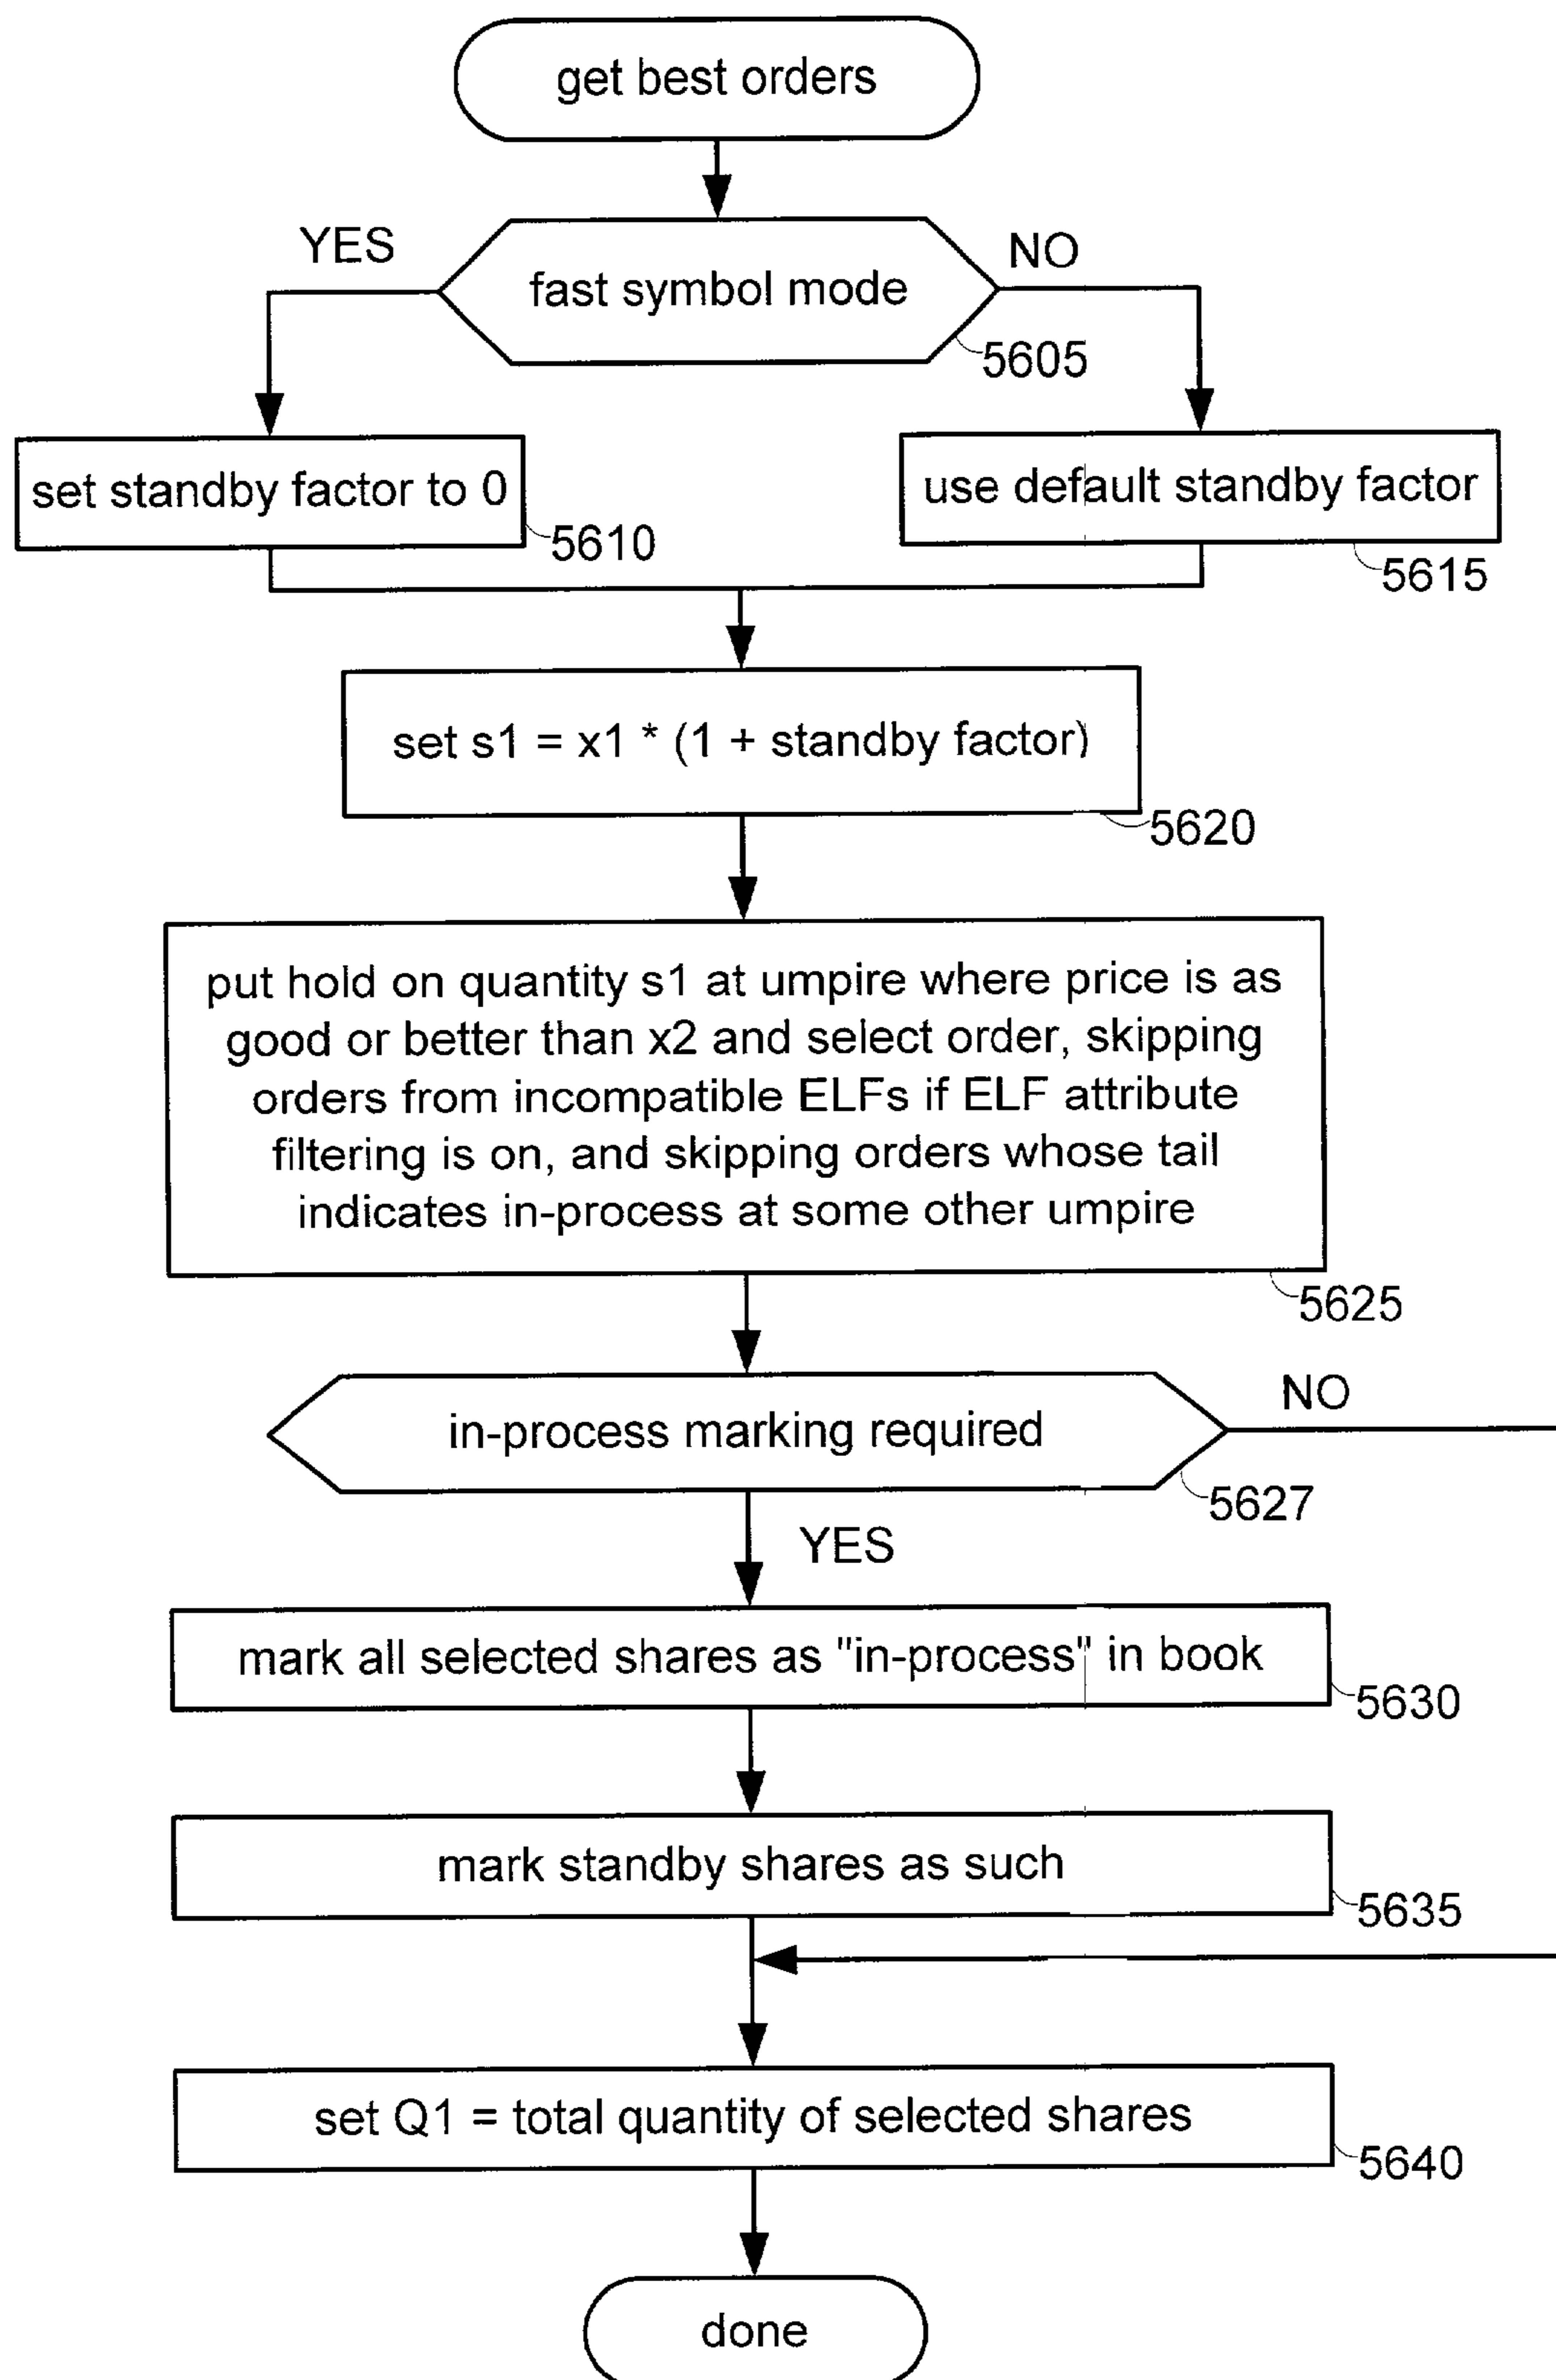 get best orders
YES
NO
fast symbol mode
5605
set standby factor to 0
use default standby factor
5610
5615
set s1 = x1 * (1 + standby factor)
5620
put hold on quantity s1 at umpire where price is as
good or better than x2 and select order, skipping
orders from incompatible ELFs if ELF attribute
filtering is on, and skipping orders whose tail
indicates in-process at some other umpire
5625
NO
in-process marking required
5627
YES
mark all selected shares as "in-process" in book
5630
mark standby shares as such
5635
set Q1 = total quantity of selected shares
5640
done